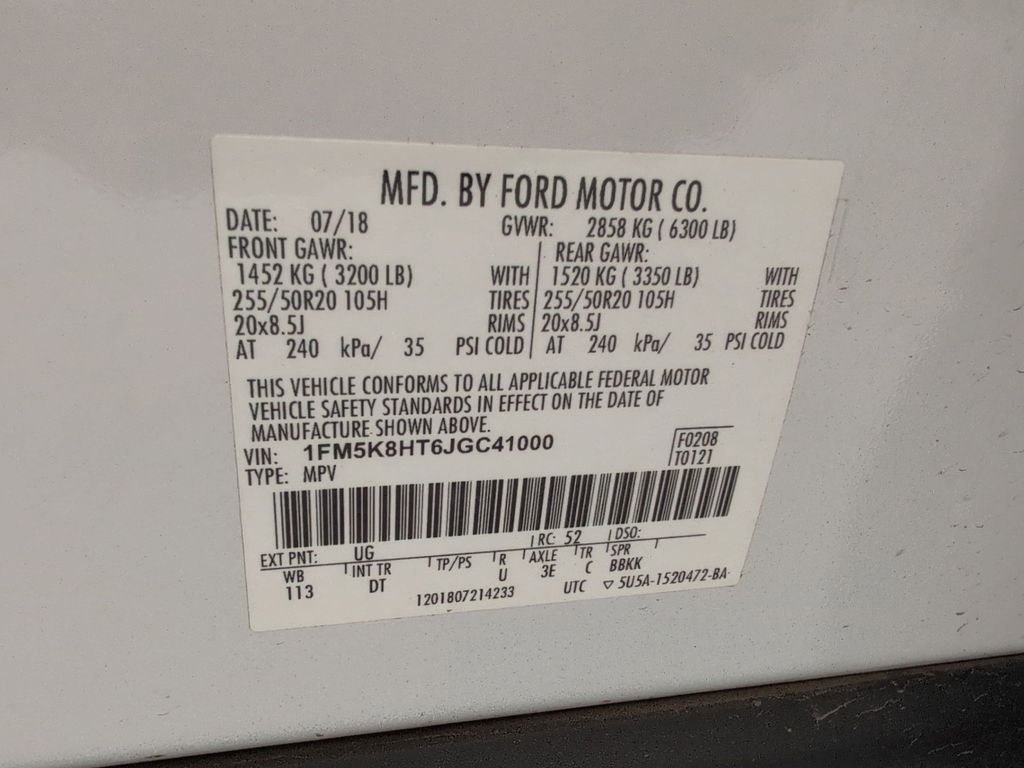 MFD. BY FORD MOTOR CO.
DATE: 07/18 GVWR: 2858 KG ( 6300 LB)
FRONT GAWR: REAR GAWR:
1452 KG ( 3200 LB) WITH 1520 KG ( 3350 LB) WITH
255/50R20 105H TIRES 255/50R20 105H TIRES
20x8.5J RIMS 20x8.5J RIMS
AT 240 kPa/ 35 PSI COLD AT 240 kPa/ 35 PSI COLD
THIS VEHICLE CONFORMS TO ALL APPLICABLE FEDERAL MOTOR
VEHICLE SAFETY STANDARDS IN EFFECT ON THE DATE OF
MANUFACTURE SHOWN ABOVE.
VIN: 1FM5K8HT6JGC41000 F0208
TYPE: MPV T0121
EXT PNT: UG RC: 52 DSO:
WB INT TR TP/PS R AXLE TR SPR
113 DT U 3E C BBKK
1201807214233 UTC ▽ 5U5A-1520472-BA